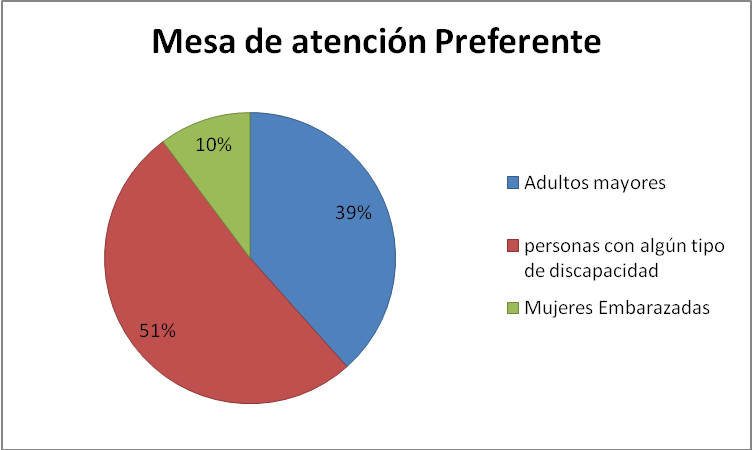 Mesa de atención Preferente
10%
39%
51%
Adultos mayores
personas con algún tipo
de discapacidad
Mujeres Embarazadas